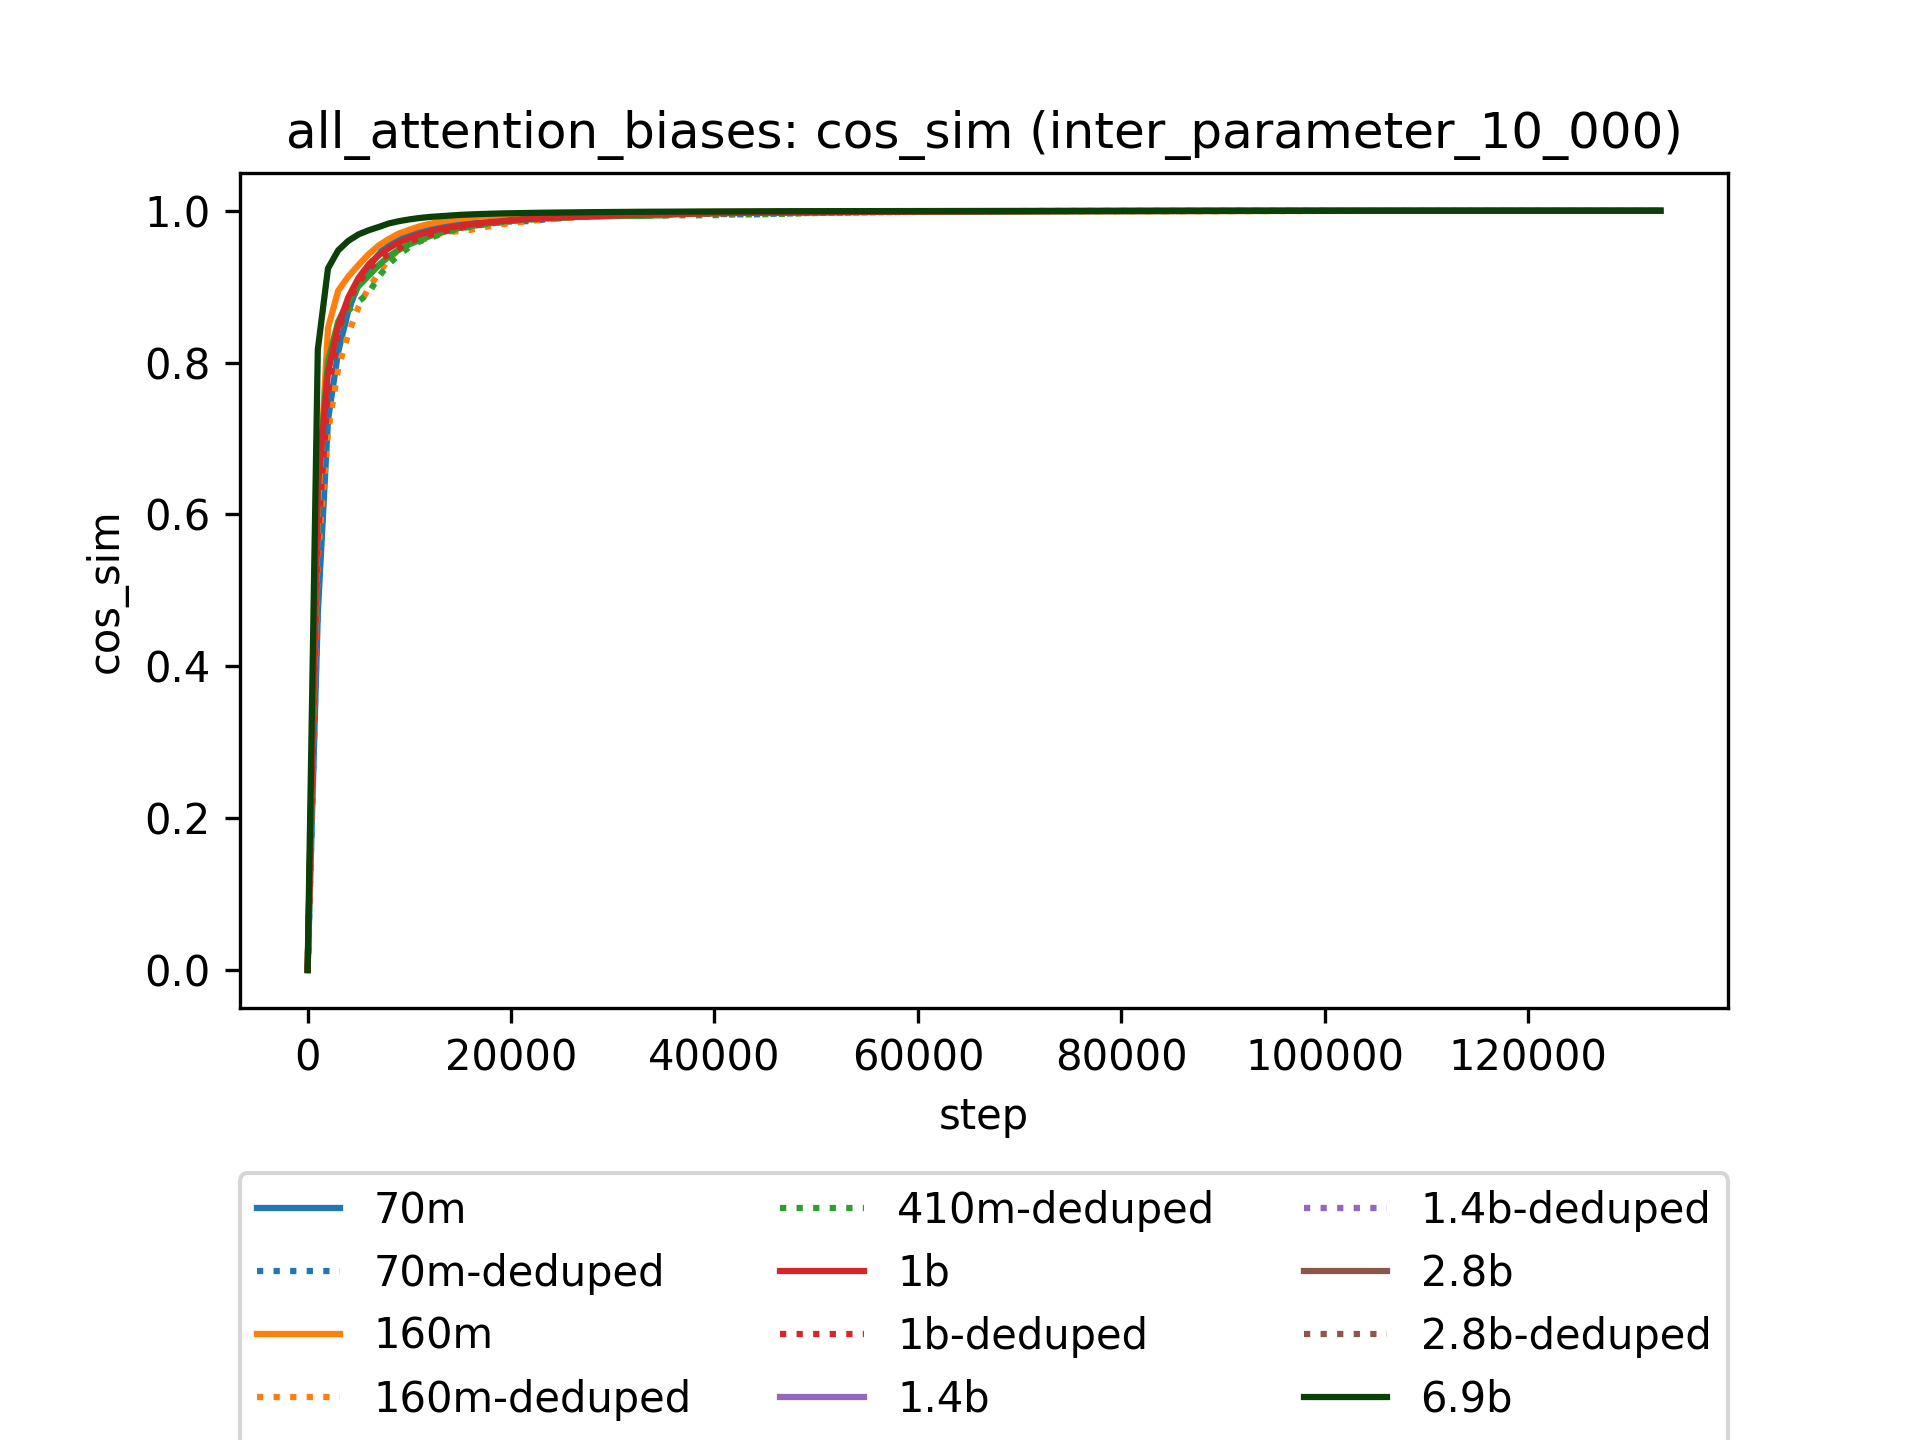 all_attention_biases: cos_sim (inter_parameter_10_000)
1.0
0.8
0.6
0.4
0.2
0.0
cos_sim
0 20000 40000 60000 80000 100000 120000
step
70m 410m-deduped 1.4b-deduped
70m-deduped 1b 2.8b
160m 1b-deduped 2.8b-deduped
160m-deduped 1.4b 6.9b